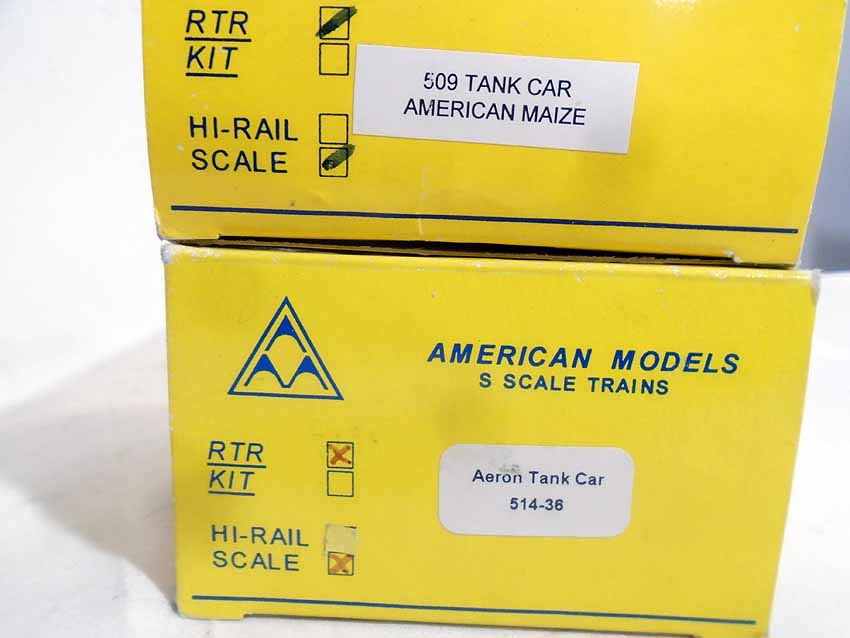 RTR
KIT
509 TANK CAR
AMERICAN MAIZE
HI-RAIL
SCALE
AMERICAN MODELS
S SCALE TRAINS
RTR
KIT
Aeron Tank Car
514-36
HI-RAIL
SCALE